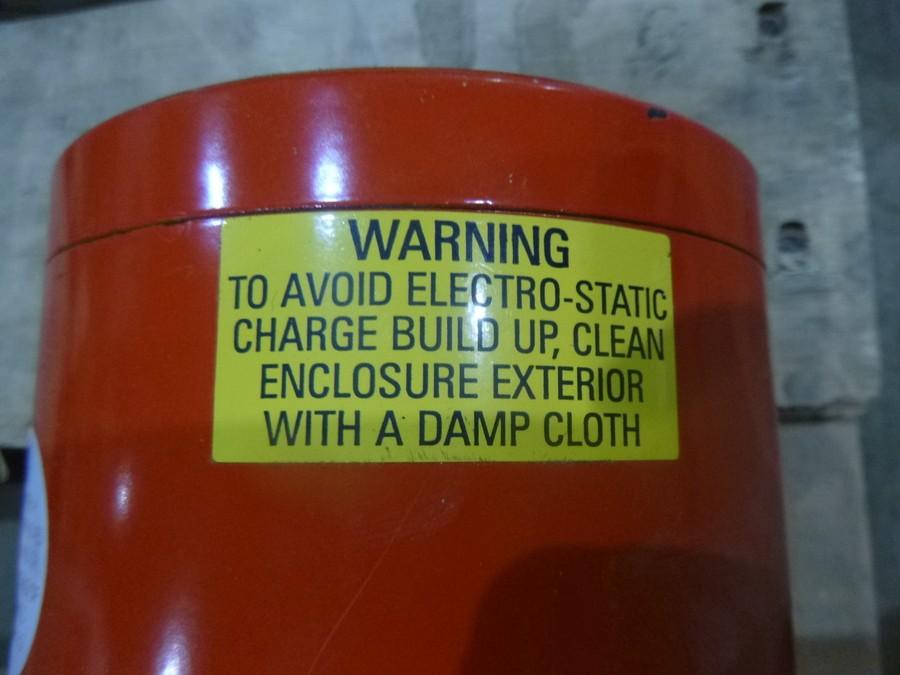 WARNING
TO AVOID ELECTRO-STATIC
CHARGE BUILD UP, CLEAN
ENCLOSURE EXTERIOR
WITH A DAMP CLOTH